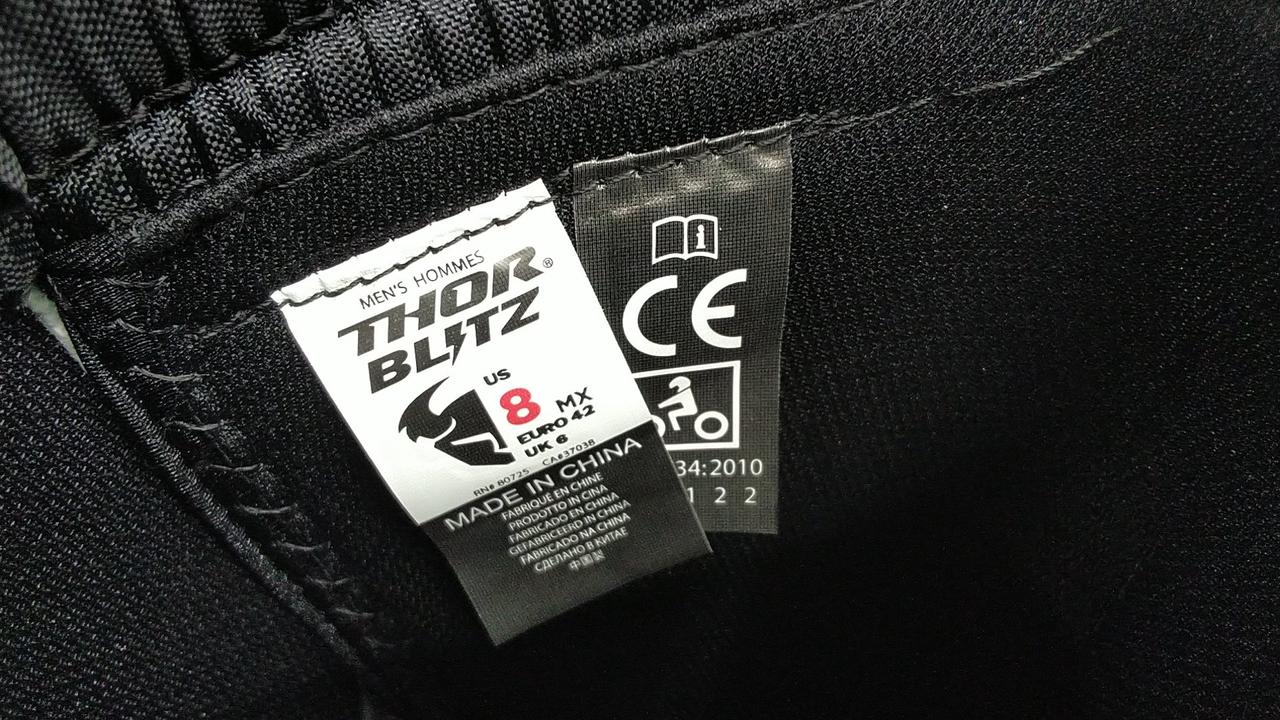 MEN'S HOMMES
THOR®
BLITZ
US
8 MX
EURO 42
UK 6
RN# 80725 CA#37038
MADE IN CHINA
FABRIQUÉ EN CHINE
PRODOTTO IN CINA
FABRICADO EN CHINA
GEFABRICEERD IN CHINA
FABRICADO NA CHINA
СДЕЛАНО В КИТАЕ
中国製
i
CE
34:2010
1 2 2